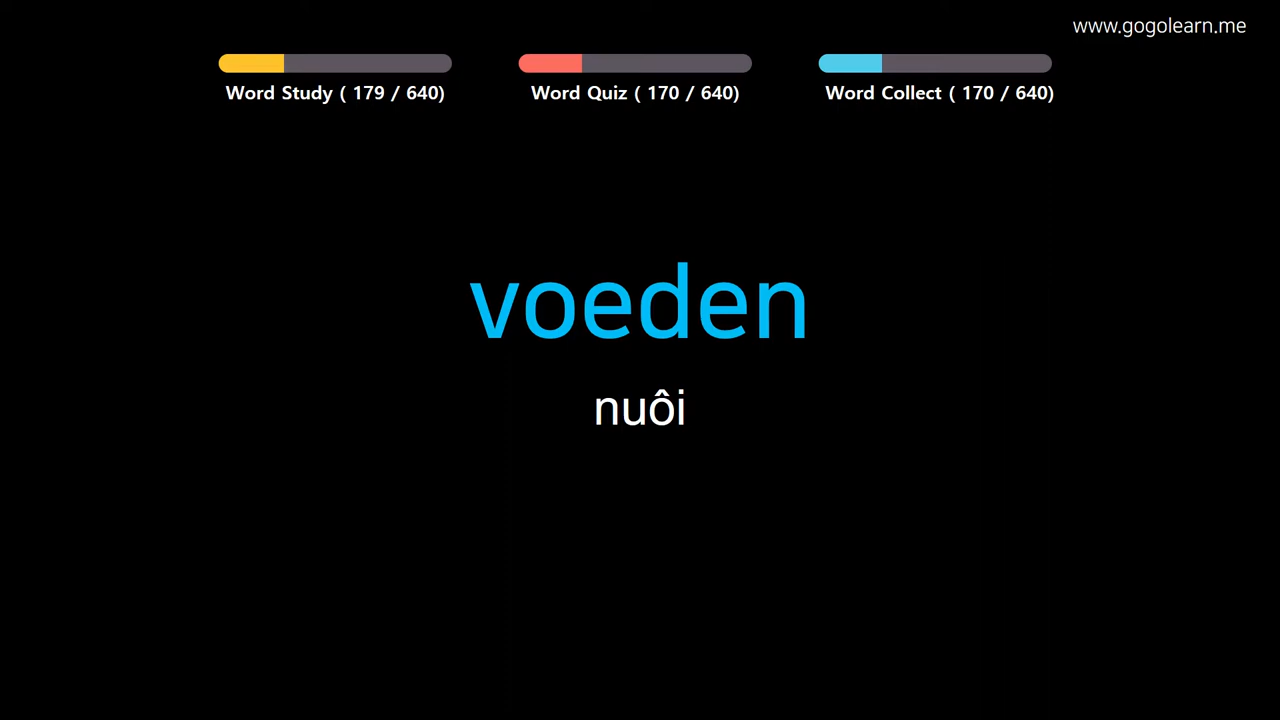 www.gogolearn.me
Word Study ( 179 / 640)
Word Quiz ( 170 / 640)
Word Collect ( 170 / 640)
voeden
nuôi